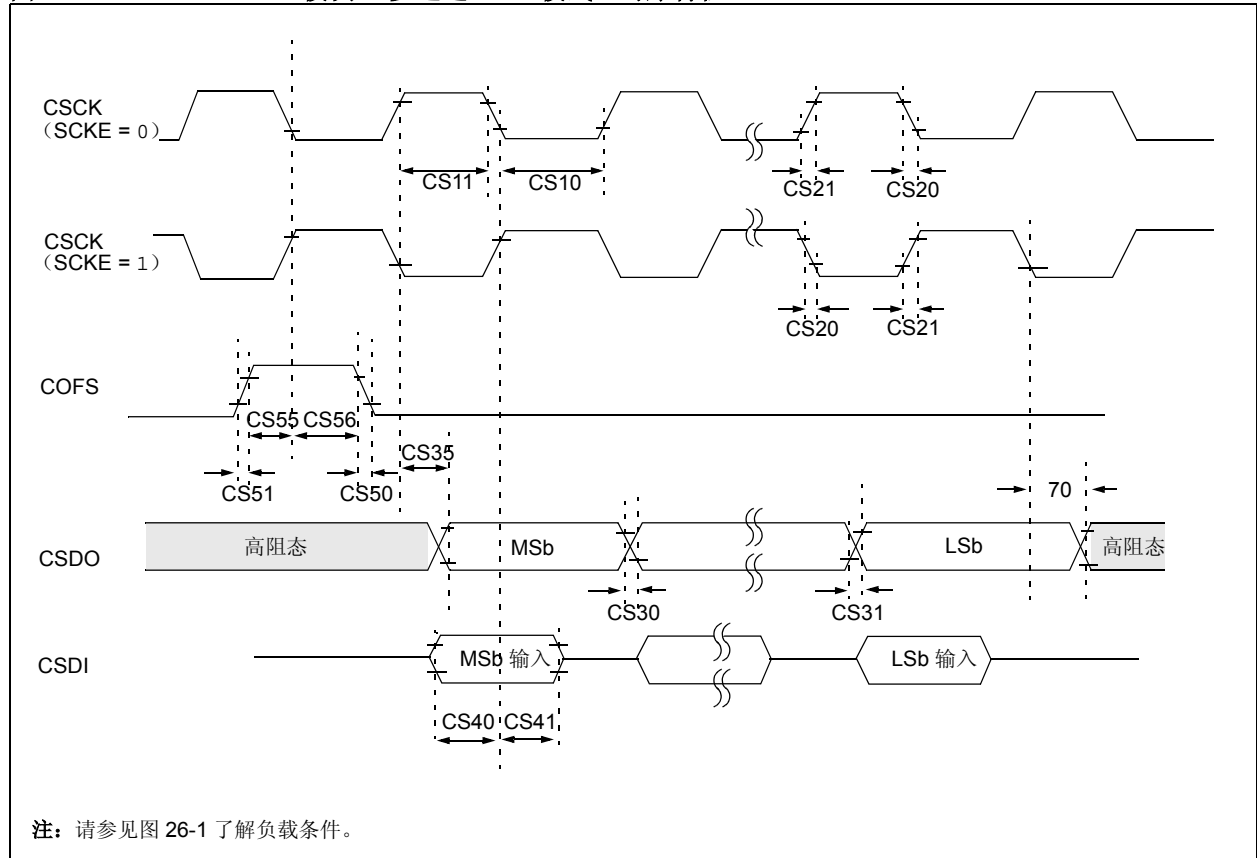 CSCK
（SCKE = 0）
CS11
CS10
CS21
CS20
CSCK
（SCKE = 1）
CS20
CS21
COFS
CS55
CS56
CS51
CS50
CS35
70
CSDO
高阻态
MSb
LSb
高阻态
CS30
CS31
CSDI
MSb 输入
LSb 输入
CS40
CS41
注：请参见图 26-1 了解负载条件。